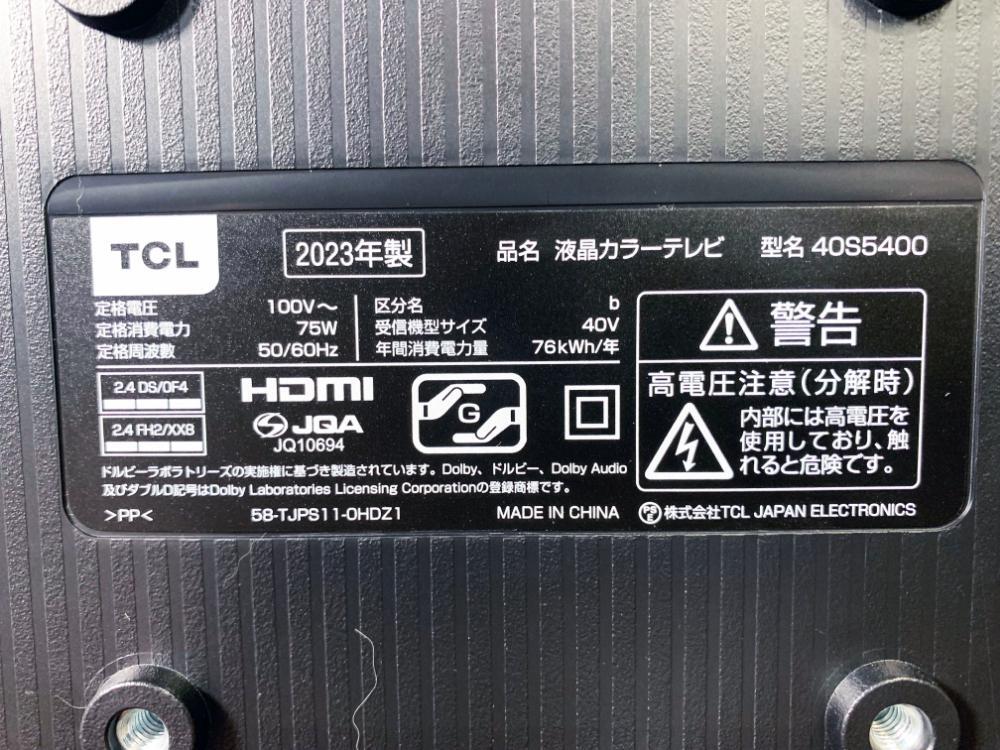 TCL
2023年製
品名 液晶カラーテレビ 型名 40S5400
定格電圧 100V～
定格消費電力 75W
定格周波数 50/60Hz
区分名 b
受信機型サイズ 40V
年間消費電力量 76kWh/年
警告
高電圧注意(分解時)
内部には高電圧を
使用しており、触
れると危険です。
2.4 DS/OF4
2.4 FH2/XX8
HDMI
JQA
JQ10694
G
ドルビーラボラトリーズの実施権に基づき製造されています。Dolby、ドルビー、Dolby Audio
及びダブルD記号はDolby Laboratories Licensing Corporationの登録商標です。
>PP< 58-TJPS11-0HDZ1 MADE IN CHINA PSE 株式会社TCL JAPAN ELECTRONICS